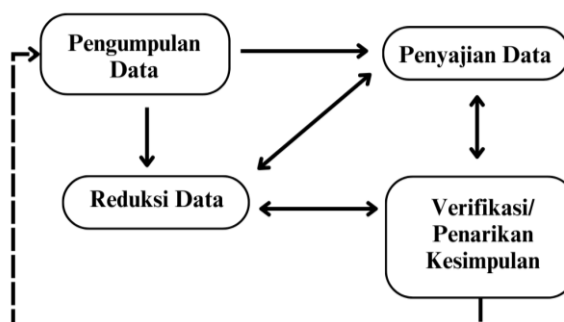 Pengumpulan
Data
Penyajian Data
Reduksi Data
Verifikasi/
Penarikan
Kesimpulan